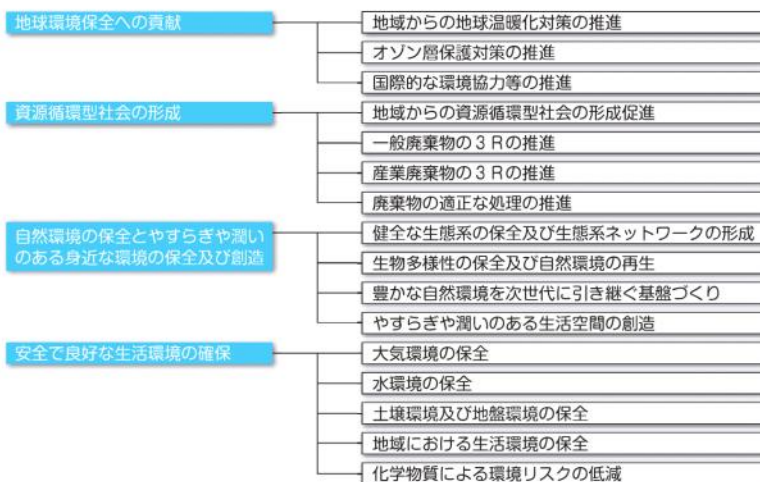 地球環境保全への貢献
地域からの地球温暖化対策の推進
オゾン層保護対策の推進
国際的な環境協力等の推進
資源循環型社会の形成
地域からの資源循環型社会の形成促進
一般廃棄物の3Rの推進
産業廃棄物の3Rの推進
廃棄物の適正な処理の推進
自然環境の保全とやすらぎや潤い
のある身近な環境の保全及び創造
健全な生態系の保全及び生態系ネットワークの形成
生物多様性の保全及び自然環境の再生
豊かな自然環境を次世代に引き継ぐ基盤づくり
やすらぎや潤いのある生活空間の創造
安全で良好な生活環境の確保
大気環境の保全
水環境の保全
土壌環境及び地盤環境の保全
地域における生活環境の保全
化学物質による環境リスクの低減